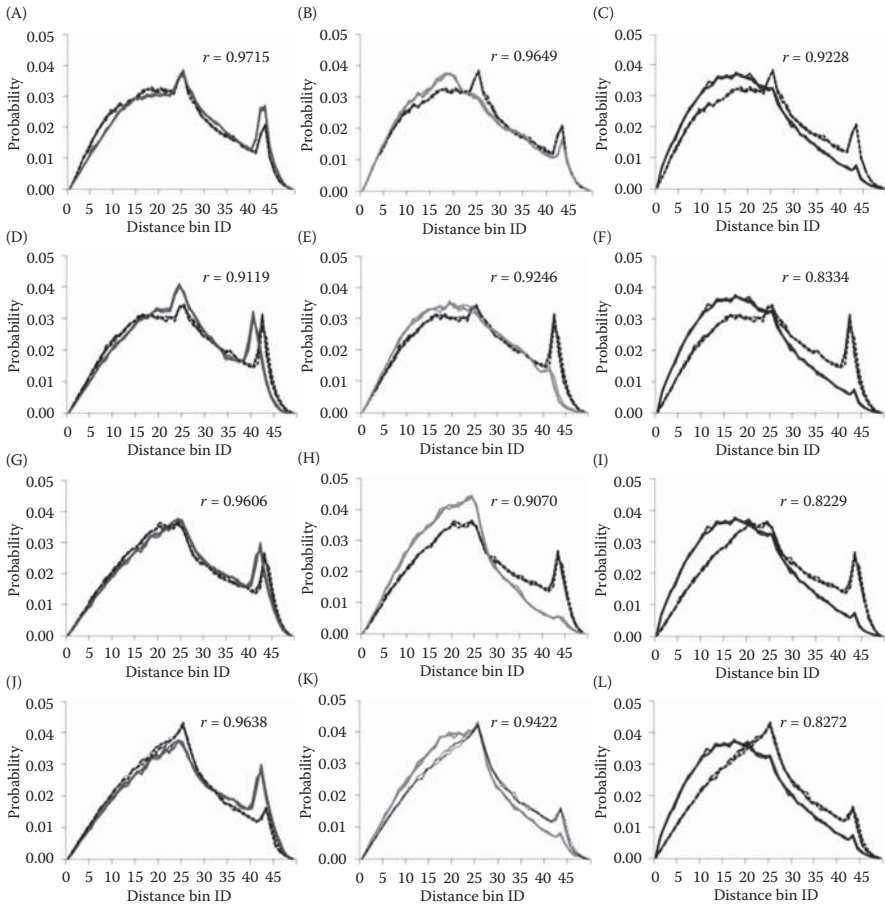 (A)
0.05
0.04
0.03
0.02
0.01
0.00
Probability
r = 0.9715
0 5 10 15 20 25 30 35 40 45
Distance bin ID
(B)
0.05
0.04
0.03
0.02
0.01
0.00
Probability
r = 0.9649
0 5 10 15 20 25 30 35 40 45
Distance bin ID
(C)
0.05
0.04
0.03
0.02
0.01
0.00
Probability
r = 0.9228
0 5 10 15 20 25 30 35 40 45
Distance bin ID
(D)
0.05
0.04
0.03
0.02
0.01
0.00
Probability
r = 0.9119
0 5 10 15 20 25 30 35 40 45
Distance bin ID
(E)
0.05
0.04
0.03
0.02
0.01
0.00
Probability
r = 0.9246
0 5 10 15 20 25 30 35 40 45
Distance bin ID
(F)
0.05
0.04
0.03
0.02
0.01
0.00
Probability
r = 0.8334
0 5 10 15 20 25 30 35 40 45
Distance bin ID
(G)
0.05
0.04
0.03
0.02
0.01
0.00
Probability
r = 0.9606
0 5 10 15 20 25 30 35 40 45
Distance bin ID
(H)
0.05
0.04
0.03
0.02
0.01
0.00
Probability
r = 0.9070
0 5 10 15 20 25 30 35 40 45
Distance bin ID
(I)
0.05
0.04
0.03
0.02
0.01
0.00
Probability
r = 0.8229
0 5 10 15 20 25 30 35 40 45
Distance bin ID
(J)
0.05
0.04
0.03
0.02
0.01
0.00
Probability
r = 0.9638
0 5 10 15 20 25 30 35 40 45
Distance bin ID
(K)
0.05
0.04
0.03
0.02
0.01
0.00
Probability
r = 0.9422
0 5 10 15 20 25 30 35 40 45
Distance bin ID
(L)
0.05
0.04
0.03
0.02
0.01
0.00
Probability
r = 0.8272
0 5 10 15 20 25 30 35 40 45
Distance bin ID